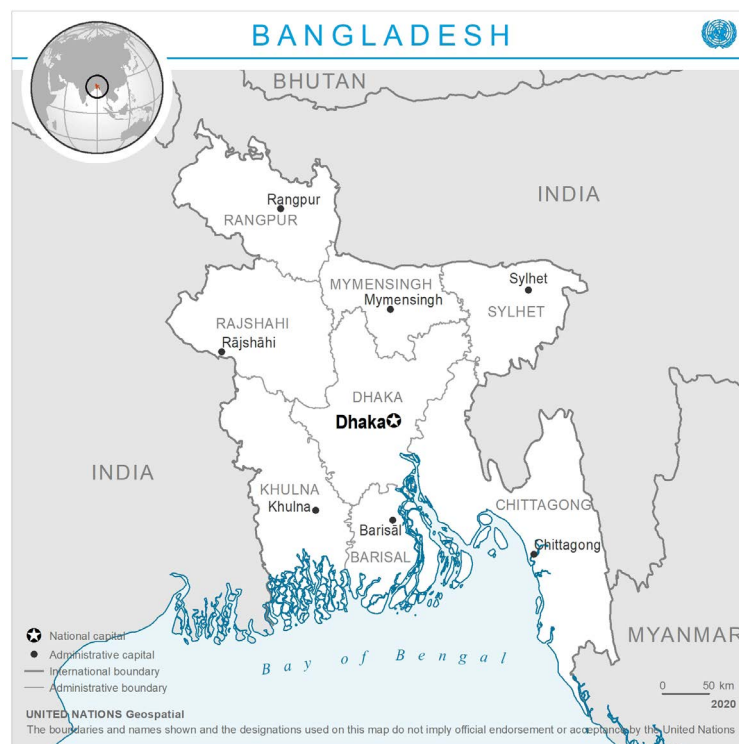 BANGLADESH
BHUTAN
INDIA
Rangpur
RANGPUR
MYMENSINGH
Mymensingh
Sylhet
SYLHET
RAJSHAHI
Rājshāhi
DHAKA
Dhaka
INDIA
KHULNA
Khulna
CHITTAGONG
Barisāl
Chittagong
BARISAL
MYANMAR
Bay of Bengal
National capital
Administrative capital
International boundary
Administrative boundary
0 50 km
2020
UNITED NATIONS Geospatial
The boundaries and names shown and the designations used on this map do not imply official endorsement or acceptance by the United Nations